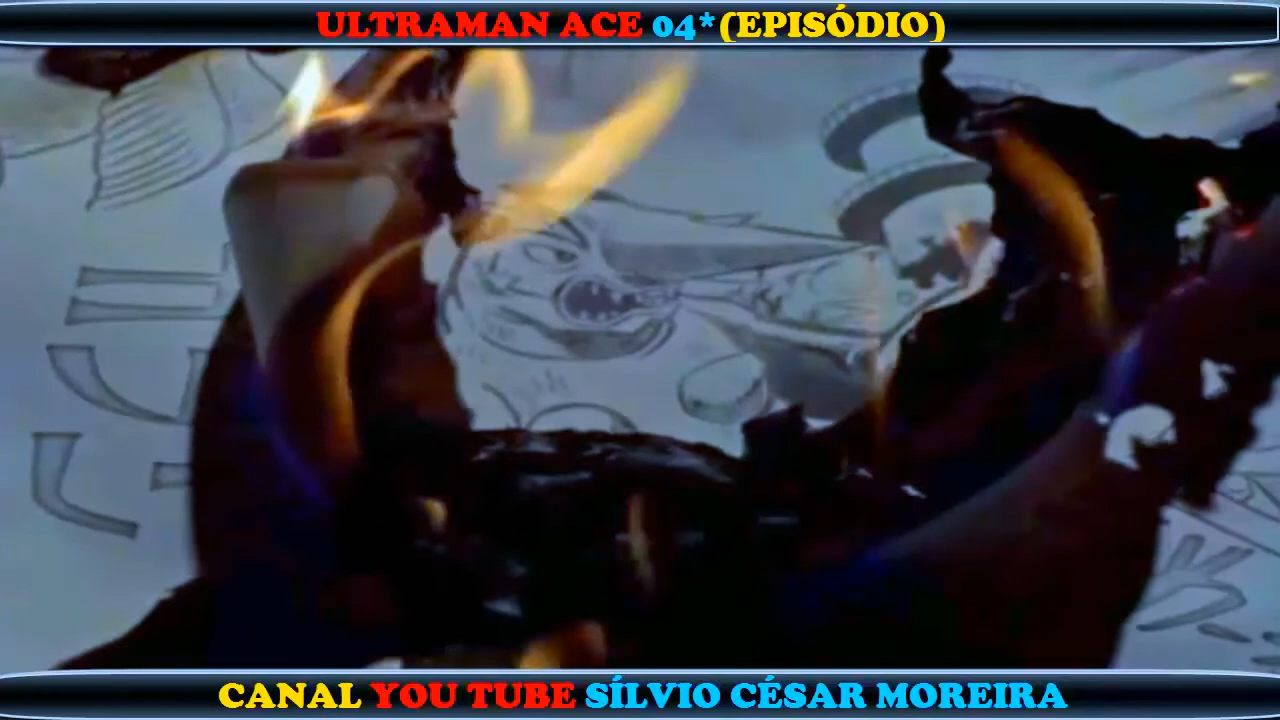 ULTRAMAN ACE 04*(EPISÓDIO)
CANAL YOU TUBE SÍLVIO CÉSAR MOREIRA